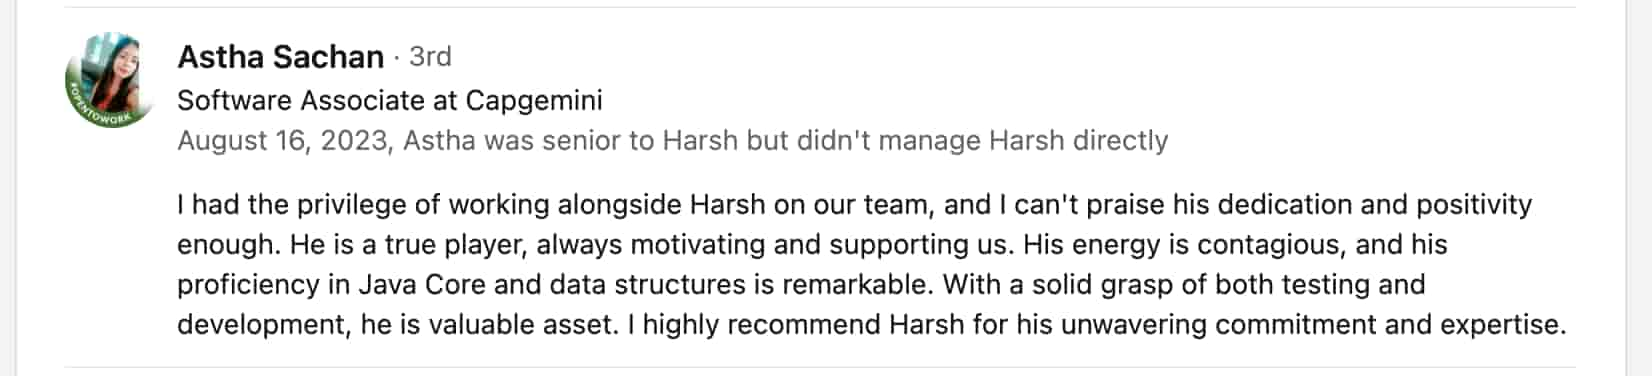 Astha Sachan · 3rd
Software Associate at Capgemini
August 16, 2023, Astha was senior to Harsh but didn't manage Harsh directly
I had the privilege of working alongside Harsh on our team, and I can't praise his dedication and positivity
enough. He is a true player, always motivating and supporting us. His energy is contagious, and his
proficiency in Java Core and data structures is remarkable. With a solid grasp of both testing and
development, he is valuable asset. I highly recommend Harsh for his unwavering commitment and expertise.
#OPENTOWORK